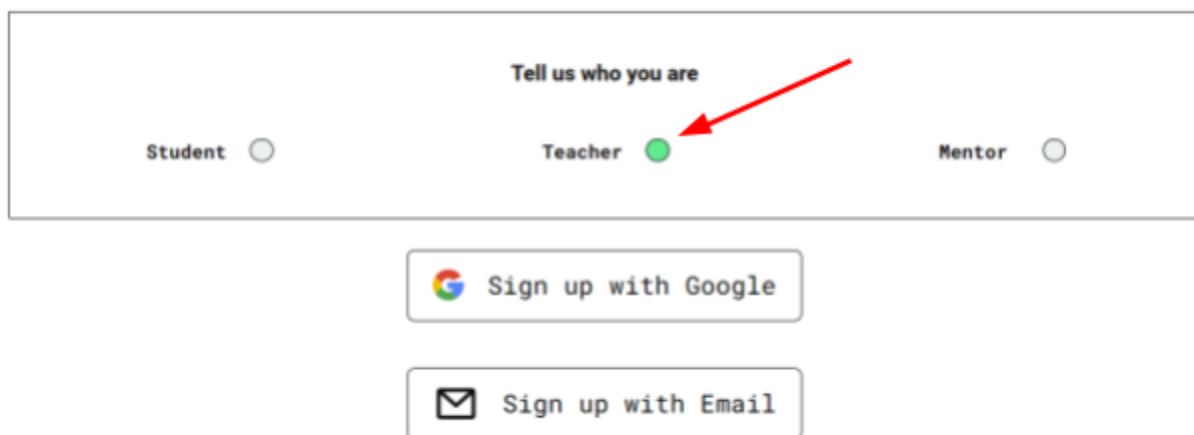 Tell us who you are
Student Teacher Mentor
Sign up with Google
Sign up with Email